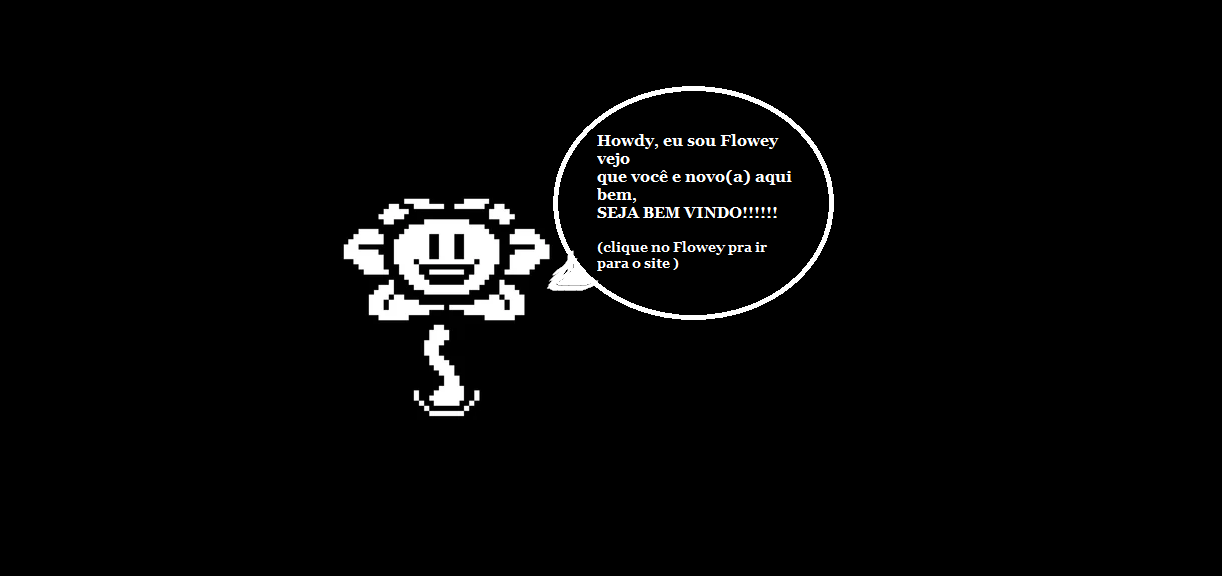 Howdy, eu sou Flowey
vejo
que você e novo(a) aqui
bem,
SEJA BEM VINDO!!!!!!
(clique no Flowey pra ir
para o site )